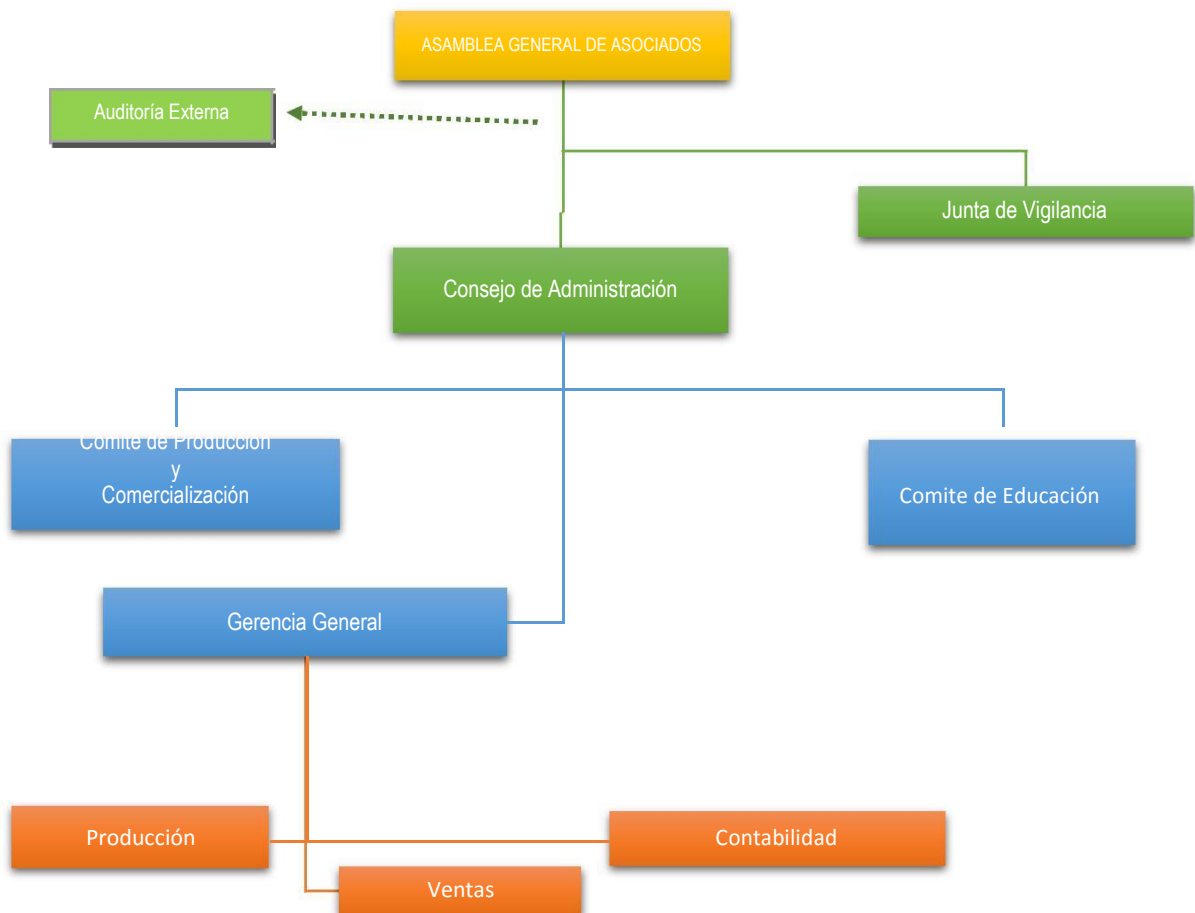 ASAMBLEA GENERAL DE ASOCIADOS
Auditoría Externa
Junta de Vigilancia
Consejo de Administración
Comité de Producción
y
Comercialización
Comite de Educación
Gerencia General
Producción
Contabilidad
Ventas